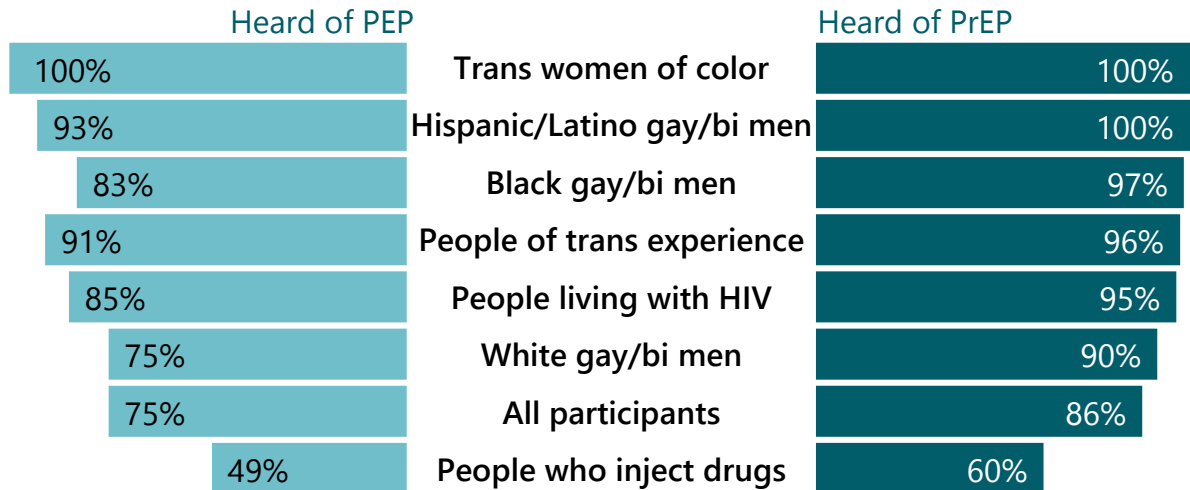 Heard of PEP Heard of PrEP
100% Trans women of color 100%
93% Hispanic/Latino gay/bi men 100%
83% Black gay/bi men 97%
91% People of trans experience 96%
85% People living with HIV 95%
75% White gay/bi men 90%
75% All participants 86%
49% People who inject drugs 60%